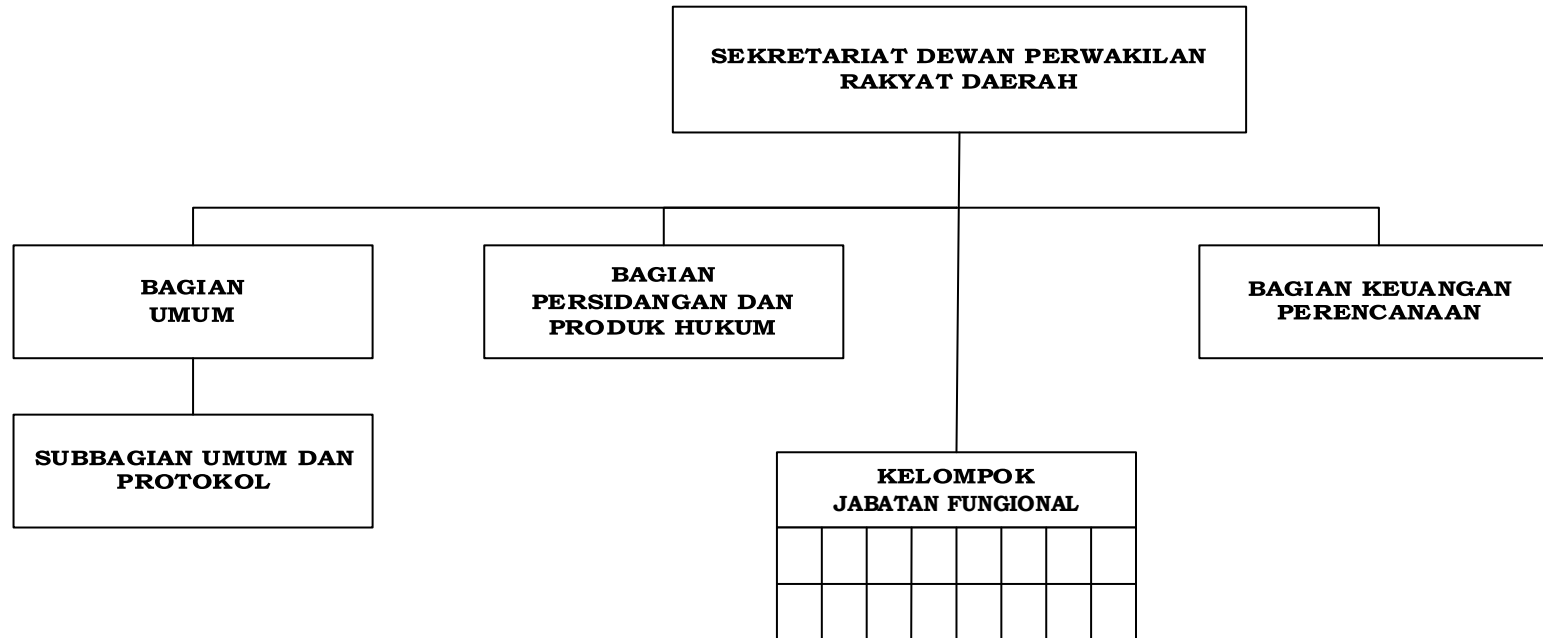 SEKRETARIAT DEWAN PERWAKILAN
RAKYAT DAERAH
BAGIAN
UMUM
BAGIAN
PERSIDANGAN DAN
PRODUK HUKUM
BAGIAN KEUANGAN
PERENCANAAN
SUBBAGIAN UMUM DAN
PROTOKOL
KELOMPOK
JABATAN FUNGIONAL